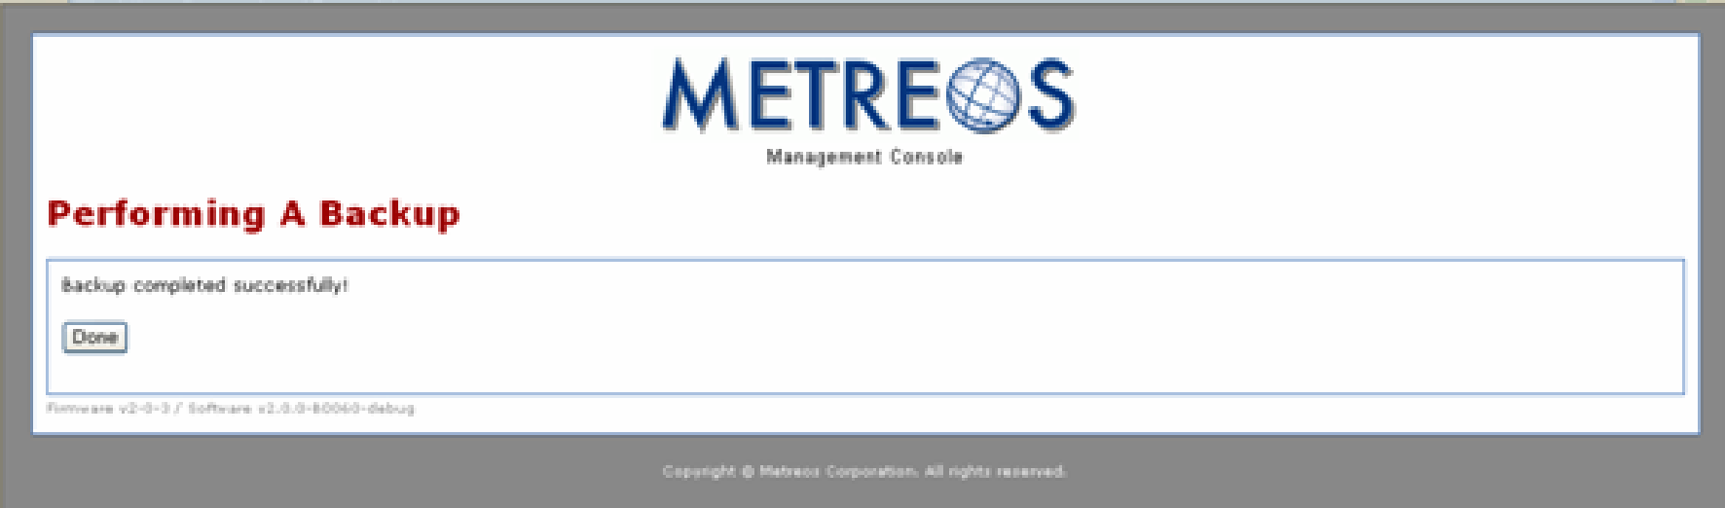 METREOS
Management Console
Performing A Backup
Backup completed successfully!
Done
Firmware v2-0-3 / Software v2.0.0-B0060-debug
Copyright © Metreos Corporation. All rights reserved.